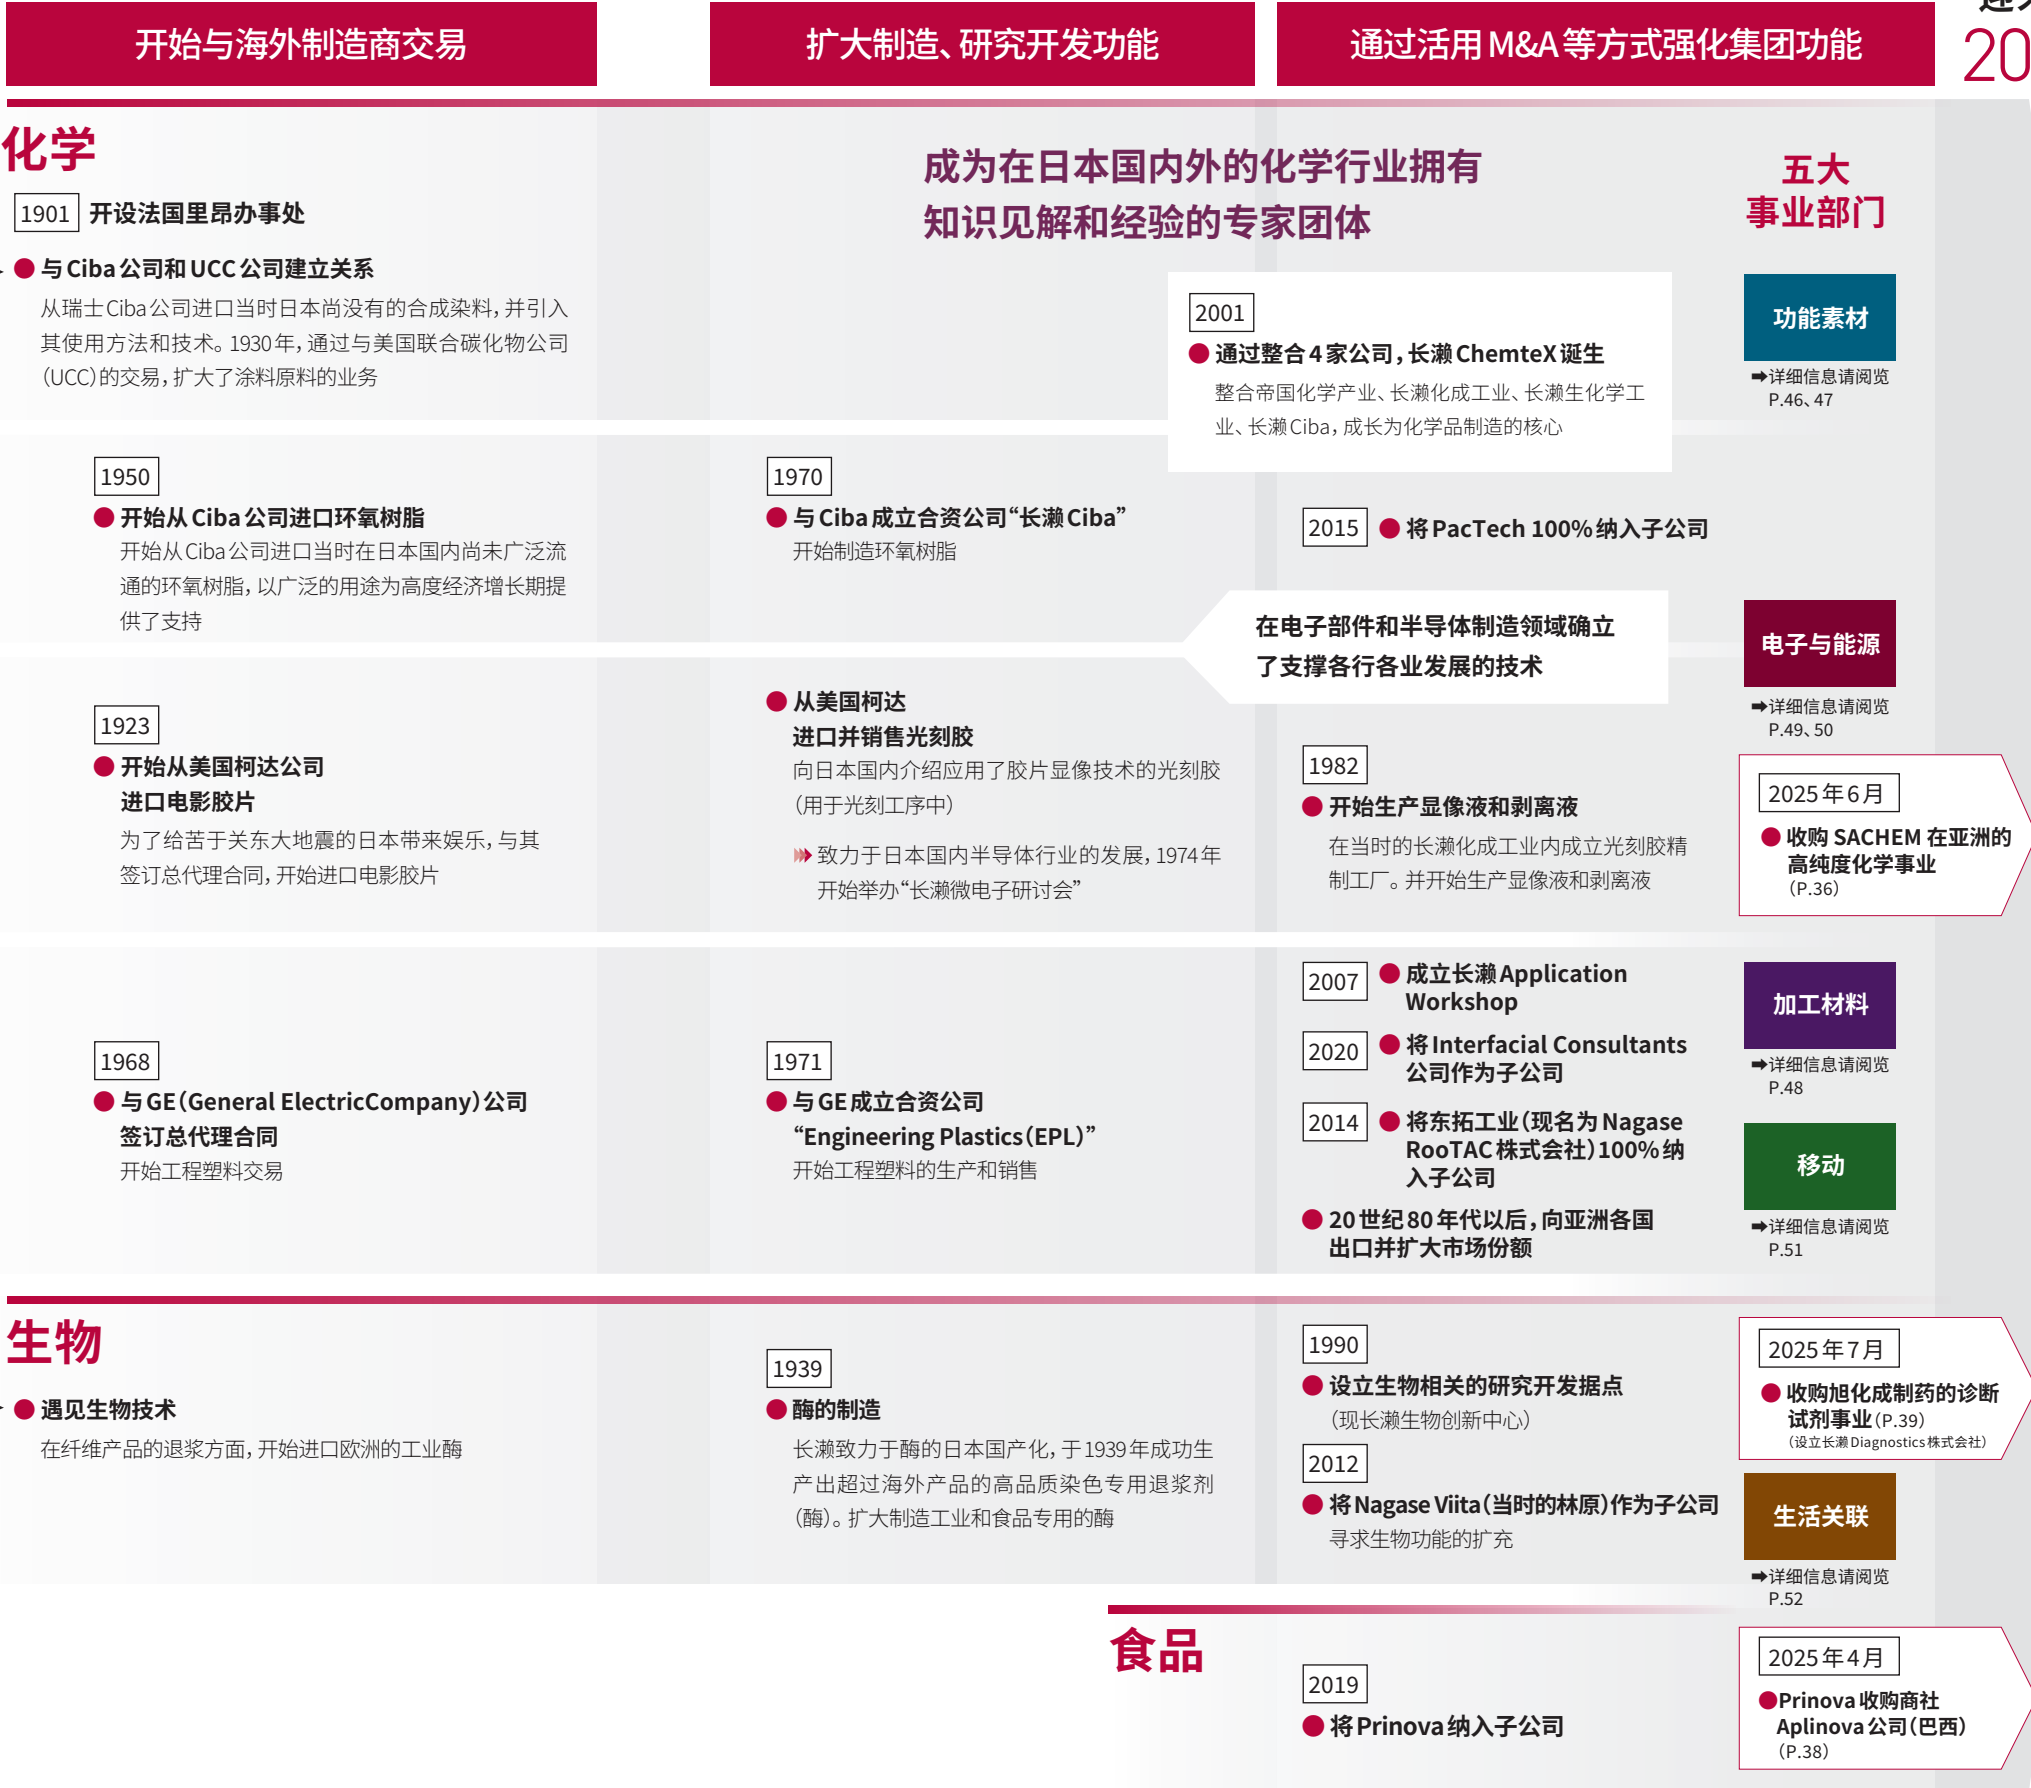 开始与海外制造商交易
扩大制造、研究开发功能
通过活用M&A等方式强化集团功能
20
化学
1901 开设法国里昂办事处
与Ciba公司和UCC公司建立关系
从瑞士Ciba公司进口当时日本尚没有的合成染料，并引入
其使用方法和技术。1930年，通过与美国联合碳化物公司
（UCC）的交易，扩大了涂料原料的业务
成为在日本国内外的化学行业拥有
知识见解和经验的专家团体
五大
事业部门
2001
通过整合4家公司，长濑ChemteX诞生
整合帝国化学产业、长濑化成工业、长濑生化学工
业、长濑Ciba，成长为化学品制造的核心
功能素材
➡详细信息请阅览
P.46、47
1950
开始从Ciba公司进口环氧树脂
开始从Ciba公司进口当时在日本国内尚未广泛流
通的环氧树脂，以广泛的用途为高度经济增长期提
供了支持
1970
与Ciba成立合资公司“长濑Ciba”
开始制造环氧树脂
2015 将PacTech 100%纳入子公司
在电子部件和半导体制造领域确立
了支撑各行各业发展的技术
电子与能源
➡详细信息请阅览
P.49、50
1923
开始从美国柯达公司
进口电影胶片
为了给苦于关东大地震的日本带来娱乐，与其
签订总代理合同，开始进口电影胶片
从美国柯达
进口并销售光刻胶
向日本国内介绍应用了胶片显像技术的光刻胶
（用于光刻工序中）
致力于日本国内半导体行业的发展，1974年
开始举办“长濑微电子研讨会”
1982
开始生产显像液和剥离液
在当时的长濑化成工业内成立光刻胶精
制工厂。并开始生产显像液和剥离液
2025年6月
收购 SACHEM 在亚洲的
高纯度化学事业
（P.36）
1968
与GE（General ElectricCompany）公司
签订总代理合同
开始工程塑料交易
1971
与GE成立合资公司
“Engineering Plastics（EPL）”
开始工程塑料的生产和销售
2007 成立长濑Application
Workshop
2020 将Interfacial Consultants
公司作为子公司
2014 将东拓工业（现名为Nagase
RooTAC株式会社）100%纳
入子公司
20世纪80年代以后，向亚洲各国
出口并扩大市场份额
加工材料
➡详细信息请阅览
P.48
移动
➡详细信息请阅览
P.51
生物
遇见生物技术
在纤维产品的退浆方面，开始进口欧洲的工业酶
1939
酶的制造
长濑致力于酶的日本国产化，于1939年成功生
产出超过海外产品的高品质染色专用退浆剂
（酶）。扩大制造工业和食品专用的酶
1990
设立生物相关的研究开发据点
（现长濑生物创新中心）
2012
将Nagase Viita（当时的林原）作为子公司
寻求生物功能的扩充
2025年7月
收购旭化成制药的诊断
试剂事业（P.39）
（设立长濑Diagnostics株式会社）
生活关联
➡详细信息请阅览
P.52
食品
2019
将Prinova纳入子公司
2025年4月
Prinova收购商社
Aplinova公司（巴西）
（P.38）